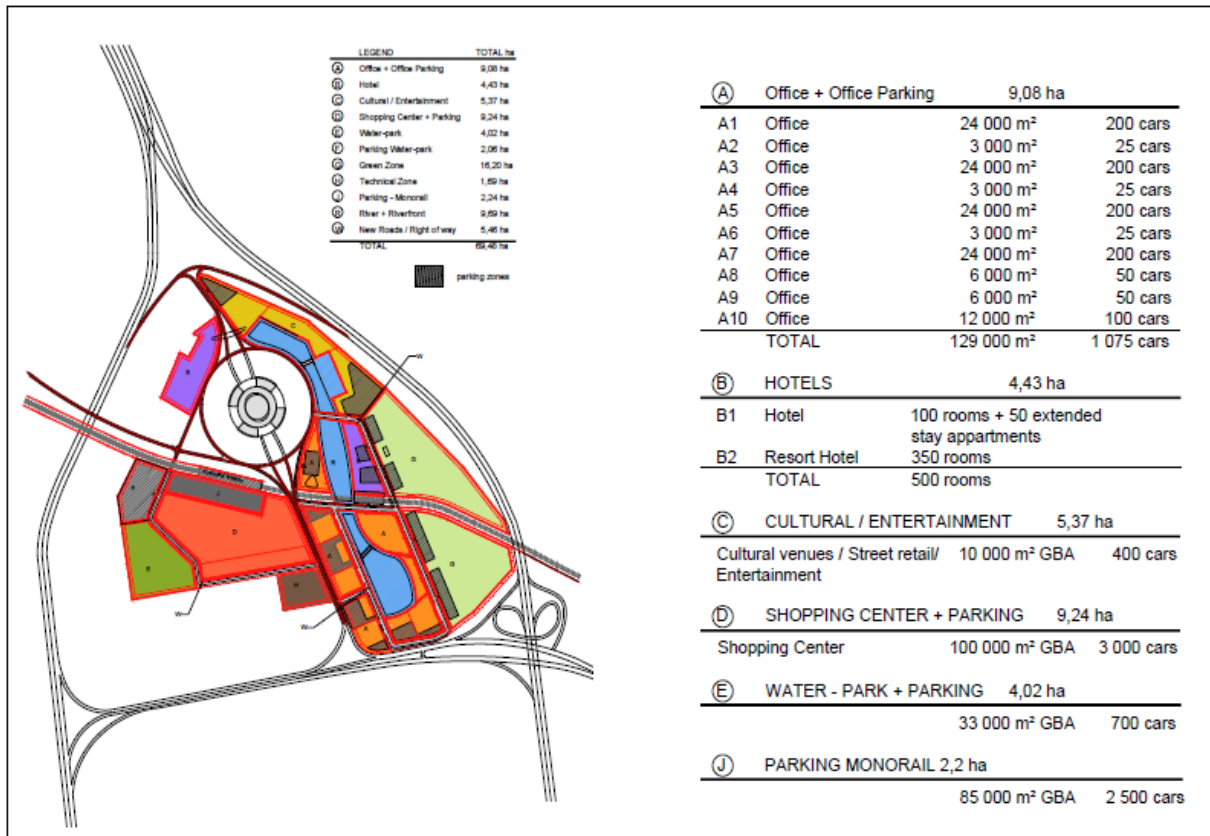 LEGEND TOTAL ha
A Office + Office Parking 9,08 ha
B Hotel 4,43 ha
C Cultural / Entertainment 5,37 ha
D Shopping Center + Parking 9,24 ha
E Water-park 4,02 ha
F Parking Water-park 2,06 ha
G Green Zone 16,20 ha
H Technical Zone 1,69 ha
J Parking - Monorail 2,24 ha
R River + Riverfront 9,69 ha
W New Roads / Right of way 5,46 ha
TOTAL 69,48 ha
parking zones
C
W
B
A
R
G
J
D
A
E
G
H
W
W
A
A Office + Office Parking 9,08 ha
A1 Office 24 000 m² 200 cars
A2 Office 3 000 m² 25 cars
A3 Office 24 000 m² 200 cars
A4 Office 3 000 m² 25 cars
A5 Office 24 000 m² 200 cars
A6 Office 3 000 m² 25 cars
A7 Office 24 000 m² 200 cars
A8 Office 6 000 m² 50 cars
A9 Office 6 000 m² 50 cars
A10 Office 12 000 m² 100 cars
TOTAL 129 000 m² 1 075 cars
B HOTELS 4,43 ha
B1 Hotel 100 rooms + 50 extended
stay appartments
B2 Resort Hotel 350 rooms
TOTAL 500 rooms
C CULTURAL / ENTERTAINMENT 5,37 ha
Cultural venues / Street retail/ 10 000 m² GBA 400 cars
Entertainment
D SHOPPING CENTER + PARKING 9,24 ha
Shopping Center 100 000 m² GBA 3 000 cars
E WATER - PARK + PARKING 4,02 ha
33 000 m² GBA 700 cars
J PARKING MONORAIL 2,2 ha
85 000 m² GBA 2 500 cars